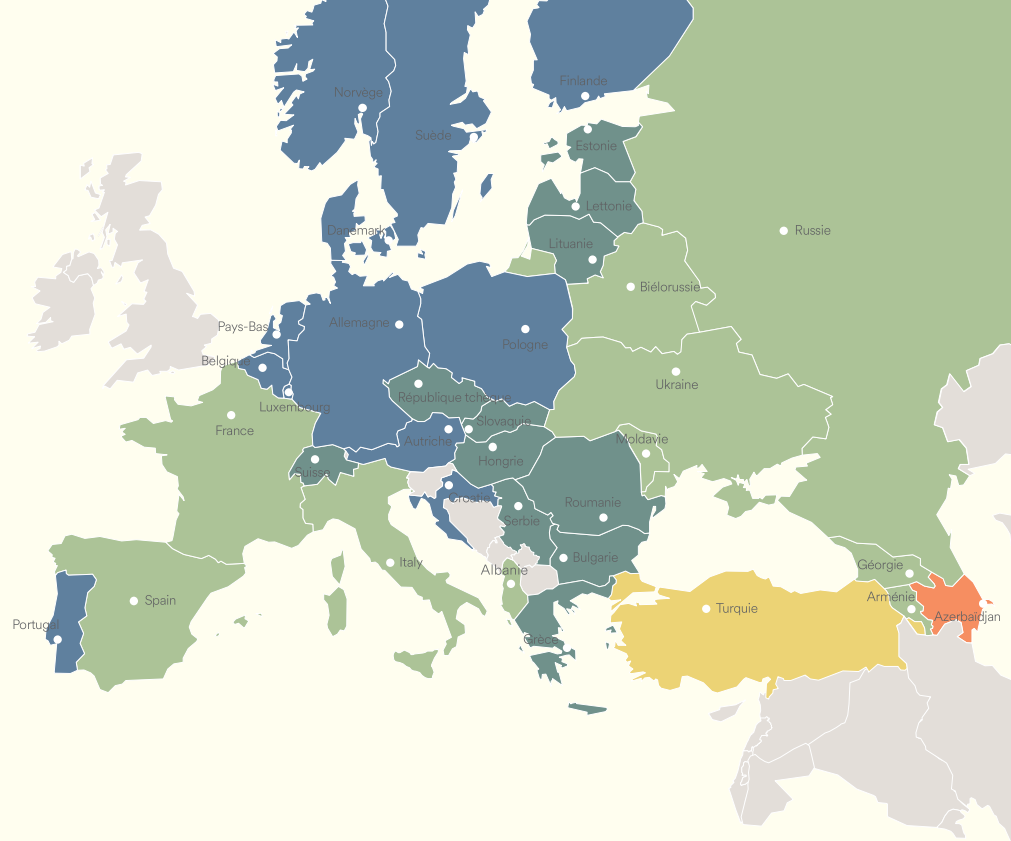 Finlande
Norvège
Suède
Estonie
Lettonie
Danemark
Russie
Lituanie
Biélorussie
Pays-Bas
Allemagne
Pologne
Belgique
Ukraine
République tchèque
Luxembourg
France
Slovaquie
Autriche
Moldavie
Hongrie
Suisse
Croatie
Roumanie
Serbie
Bulgarie
Italy
Albanie
Géorgie
Spain
Arménie
Turquie
Azerbaïdjan
Portugal
Grèce